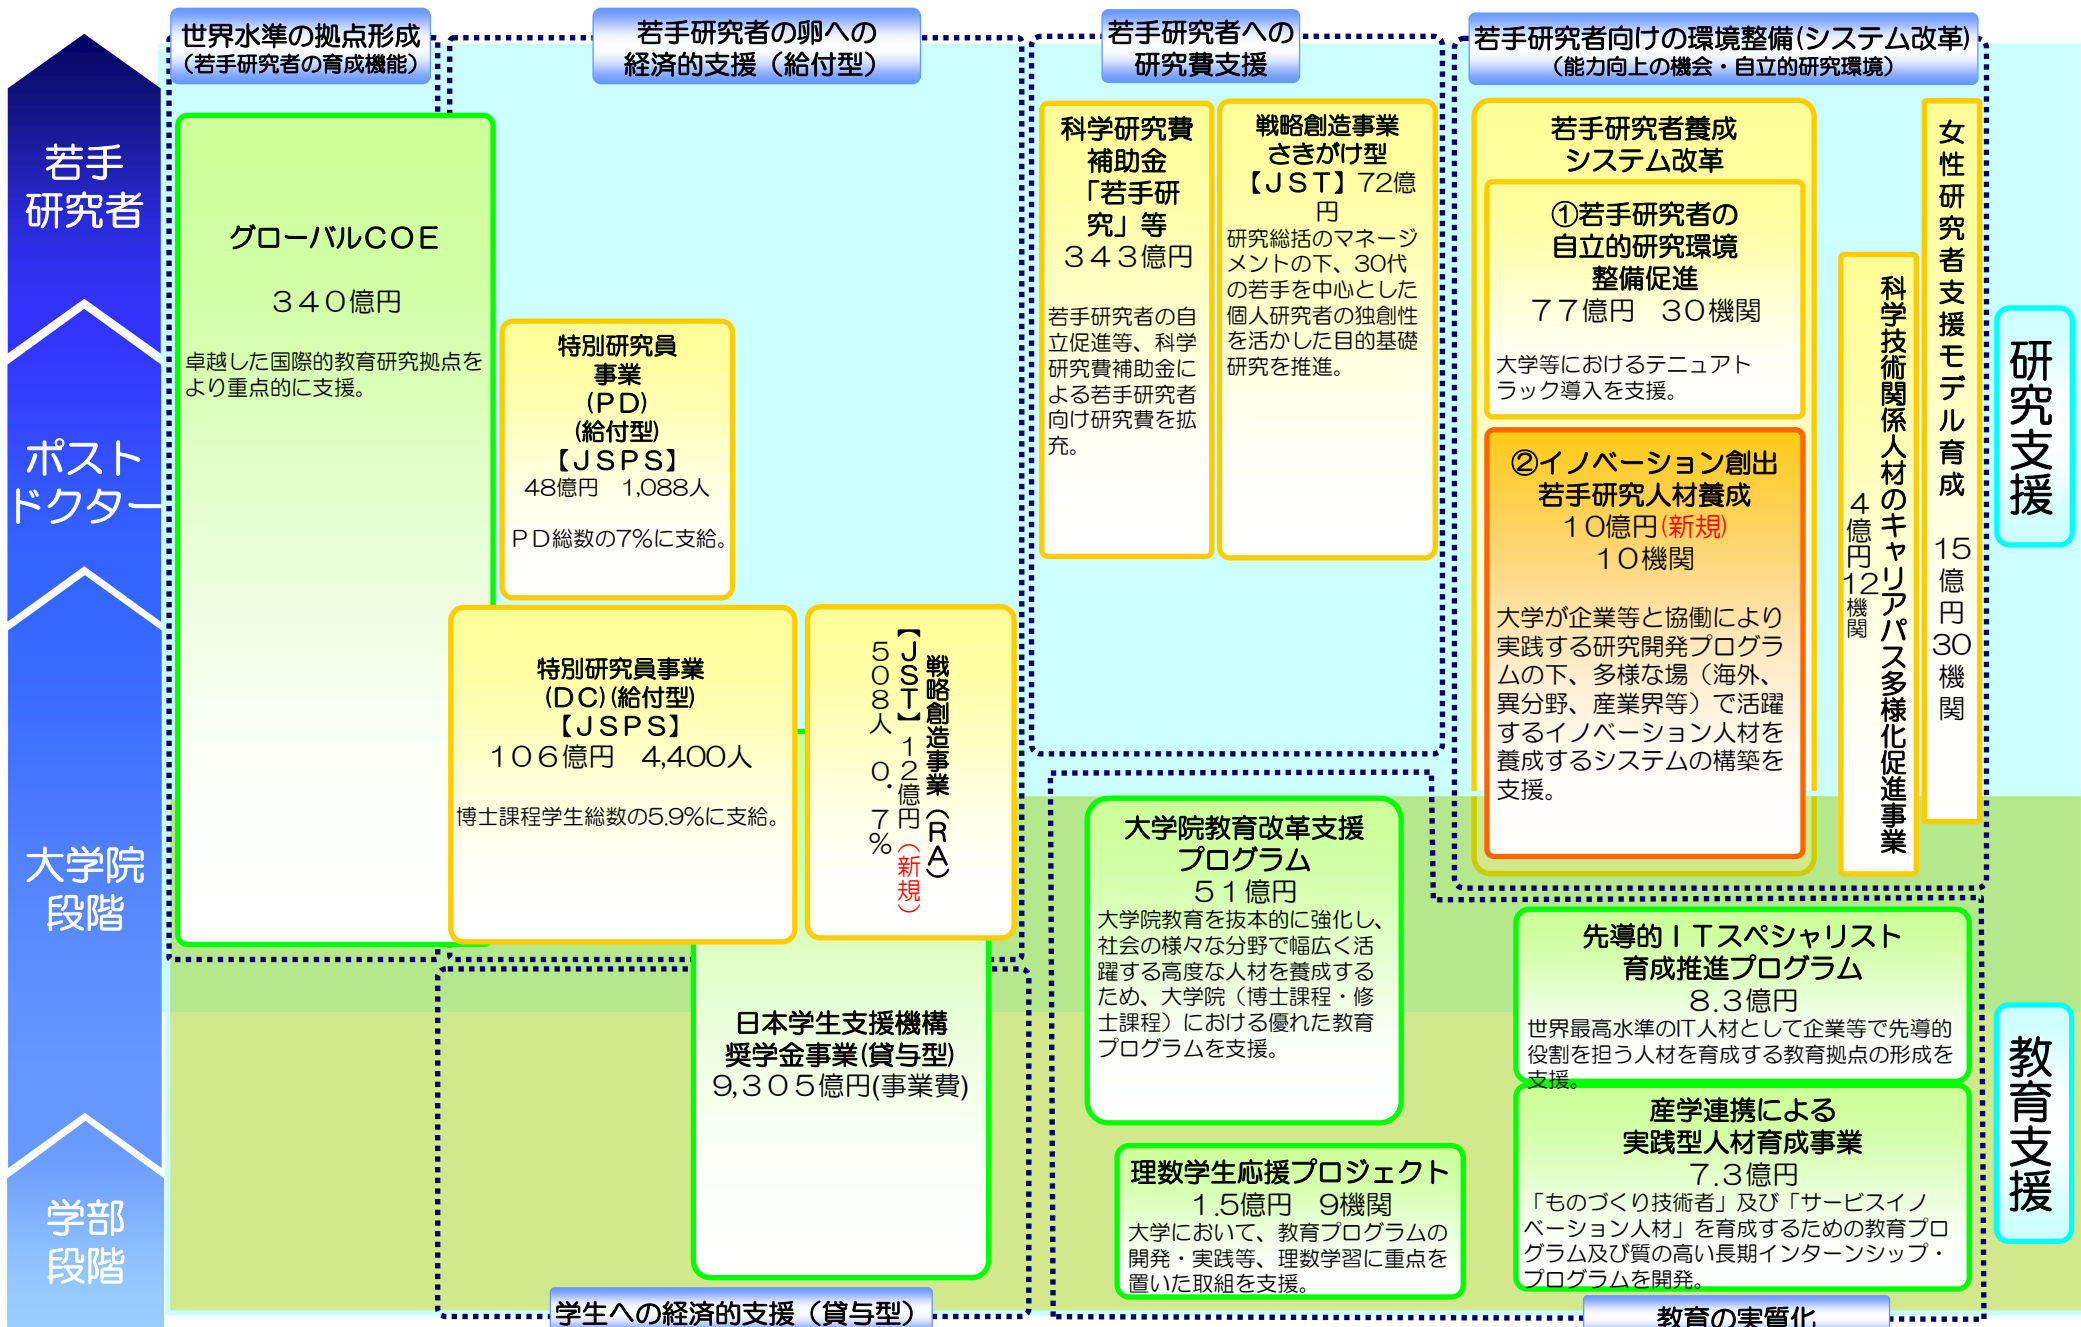 世界水準の拠点形成
（若手研究者の育成機能）
若手研究者の卵への
経済的支援（給付型）
若手研究者への
研究費支援
若手研究者向けの環境整備(システム改革)
（能力向上の機会・自立的研究環境）
若手
研究者
ポスト
ドクター
大学院
段階
学部
段階
グローバルＣＯＥ
３４０億円
卓越した国際的教育研究拠点を
より重点的に支援。
特別研究員
事業
(ＰＤ)
(給付型)
【ＪＳＰＳ】
48億円　1,088人
ＰＤ総数の7%に支給。
特別研究員事業
(ＤＣ)(給付型)
【ＪＳＰＳ】
１０６億円　4,400人
博士課程学生総数の5.9%に支給。
戦略創造事業（ＲＡ）
【ＪＳＴ】１２億円（新規）
５０８人　０．７％
日本学生支援機構
奨学金事業(貸与型)
9,３０５億円(事業費)
学生への経済的支援（貸与型）
科学研究費
補助金
「若手研
究」等
３４３億円
若手研究者の自
立促進等、科学
研究費補助金に
よる若手研究者
向け研究費を拡
充。
戦略創造事業
さきがけ型
【ＪＳＴ】72億
円
研究総括のマネージ
メントの下、30代
の若手を中心とした
個人研究者の独創性
を活かした目的基礎
研究を推進。
若手研究者養成
システム改革
①若手研究者の
自立的研究環境
整備促進
７７億円　３０機関
大学等におけるテニュアト
ラック導入を支援。
②イノベーション創出
若手研究人材養成
１０億円(新規)
１０機関
大学が企業等と協働により
実践する研究開発プログラ
ムの下、多様な場（海外、
異分野、産業界等）で活躍
するイノベーション人材を
養成するシステムの構築を
支援。
科学技術関係人材のキャリアパス多様化促進事業
４億円12機関
女性研究者支援モデル育成　15億円30機関
研究支援
大学院教育改革支援
プログラム
５１億円
大学院教育を抜本的に強化し、
社会の様々な分野で幅広く活
躍する高度な人材を養成する
ため、大学院（博士課程・修
士課程）における優れた教育
プログラムを支援。
理数学生応援プロジェクト
１.５億円　9機関
大学において、教育プログラムの
開発・実践等、理数学習に重点を
置いた取組を支援。
先導的ＩＴスペシャリスト
育成推進プログラム
８.３億円
世界最高水準のIT人材として企業等で先導的
役割を担う人材を育成する教育拠点の形成を
支援。
産学連携による
実践型人材育成事業
７.３億円
「ものづくり技術者」及び「サービスイノ
ベーション人材」を育成するための教育プロ
グラム及び質の高い長期インターンシップ・
プログラムを開発。
教育支援
教育の実質化